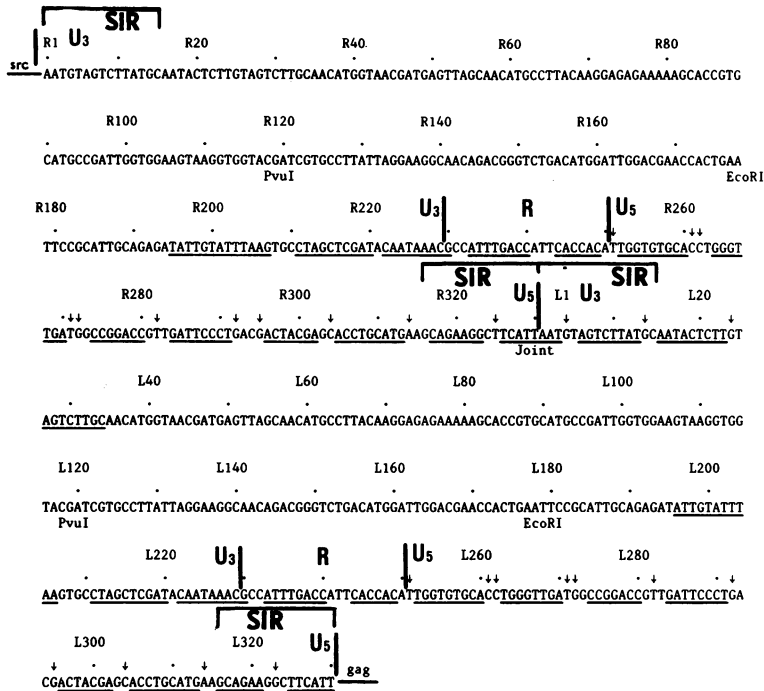 U3 SIR
R1 R20 R40 R60 R80
src
AATGTAGTCTTATGCAATACTCTTGTAGTCTTGCAACATGGTAACGATGAGTTAGCAACATGCCTTACAAGGAGAGAAAAAGCACCGTG
R100 R120 R140 R160
CATGCCGATTGGTGGAAGTAAGGTGGTACGATCGTGCCTTATTAGGAAGGCAACAGACGGGTCTGACATGGATTGGACGAACCACTGAA
PvuI EcoRI
R180 R200 R220 U3 R U5 R260
TTCCGCATTGCAGAGATATTGTATTTAAGTGCCTAGCTCGATACAATAAACGCCATTTGACCATTCACCACATTGGTGTGCACCTGGGT
SIR SIR
R280 R300 R320 U5 L1 U3 L20
TGATGGCCGGACCGTTGATTCCCTGACGACTACGAGCACCTGCATGAAGCAGAAGGCTTCATTAATGTAGTCTTATGCAATACTCTTGT
Joint
L40 L60 L80 L100
AGTCTTGCAACATGGTAACGATGAGTTAGCAACATGCCTTACAAGGAGAGAAAAAGCACCGTGCATGCCGATTGGTGGAAGTAAGGTGG
L120 L140 L160 L180 L200
TACGATCGTGCCTTATTAGGAAGGCAACAGACGGGTCTGACATGGATTGGACGAACCACTGAATTCCGCATTGCAGAGATATTGTATTT
PvuI EcoRI
L220 U3 R U5 L260 L280
AAGTGCCTAGCTCGATACAATAAACGCCATTTGACCATTCACCACATTGGTGTGCACCTGGGTTGATGGCCGGACCGTTGATTCCCTGA
SIR
L300 L320 U5
CGACTACGAGCACCTGCATGAAGCAGAAGGCTTCATT gag